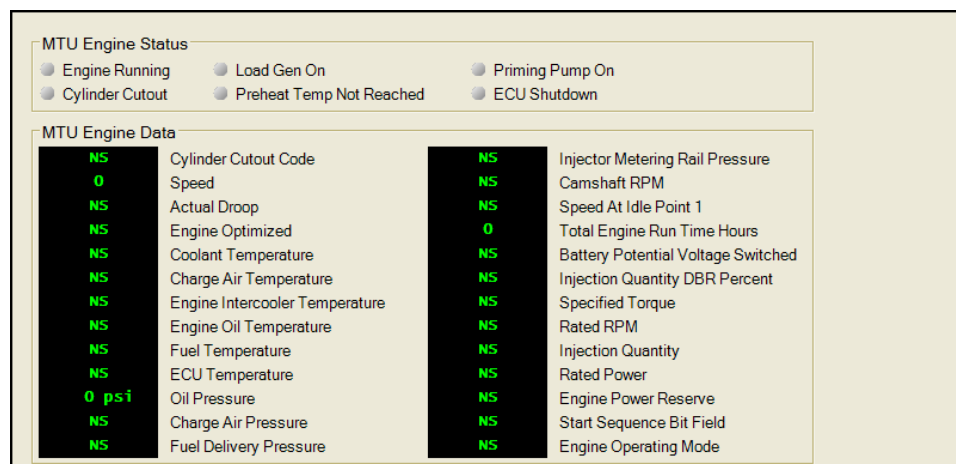 MTU Engine Status
Engine Running Load Gen On Priming Pump On
Cylinder Cutout Preheat Temp Not Reached ECU Shutdown
MTU Engine Data
NS Cylinder Cutout Code NS Injector Metering Rail Pressure
0 Speed NS Camshaft RPM
NS Actual Droop NS Speed At Idle Point 1
NS Engine Optimized 0 Total Engine Run Time Hours
NS Coolant Temperature NS Battery Potential Voltage Switched
NS Charge Air Temperature NS Injection Quantity DBR Percent
NS Engine Intercooler Temperature NS Specified Torque
NS Engine Oil Temperature NS Rated RPM
NS Fuel Temperature NS Injection Quantity
NS ECU Temperature NS Rated Power
0 psi Oil Pressure NS Engine Power Reserve
NS Charge Air Pressure NS Start Sequence Bit Field
NS Fuel Delivery Pressure NS Engine Operating Mode